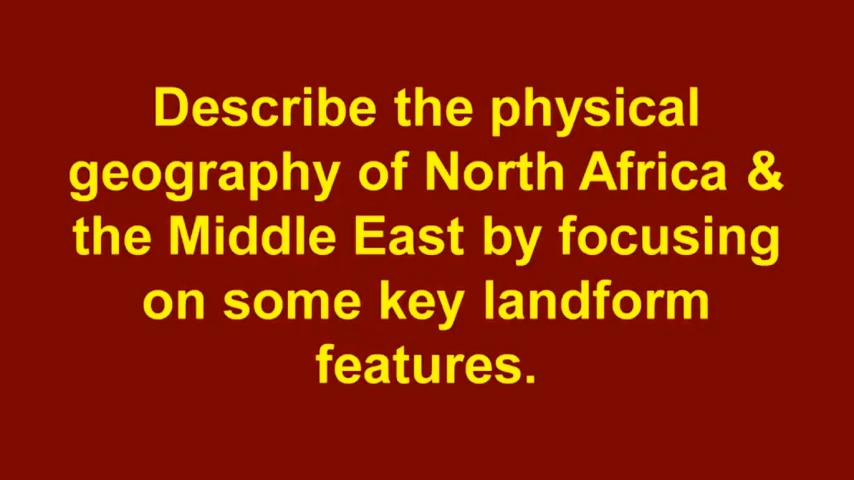 Describe the physical
geography of North Africa &
the Middle East by focusing
on some key landform
features.